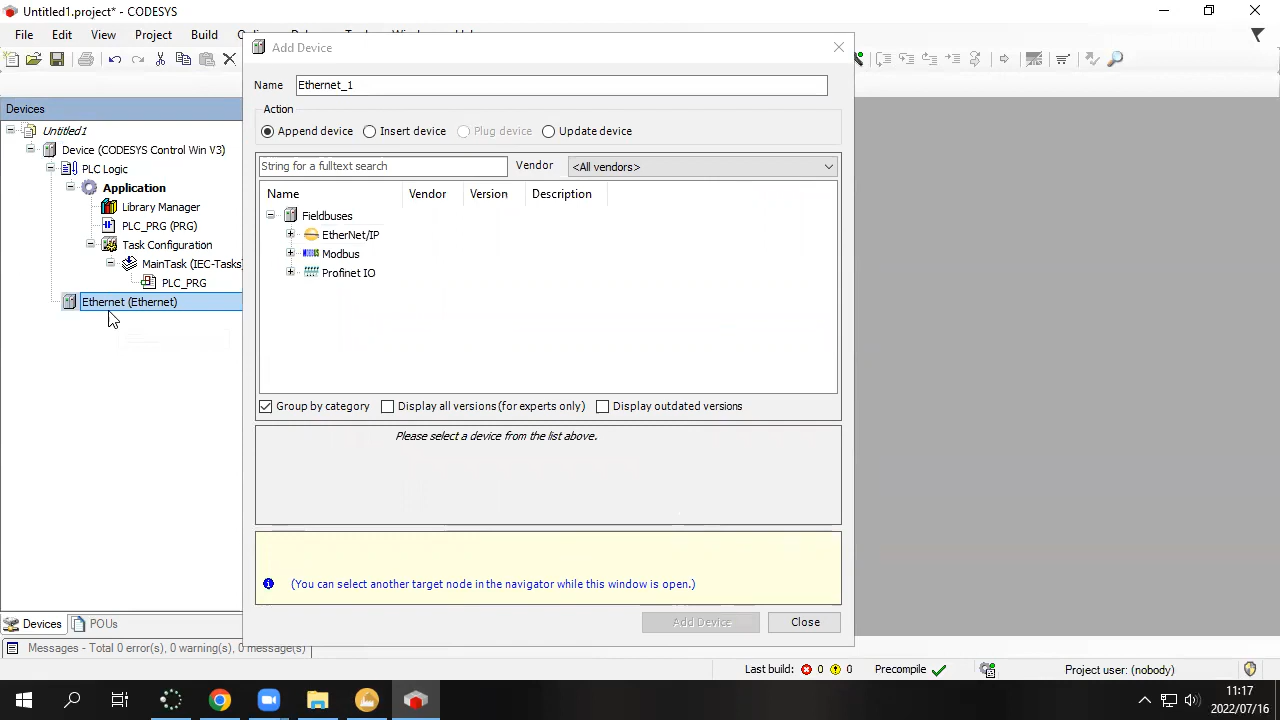 Untitled1.project* - CODESYS
File Edit View Project Build
Add Device
Name Ethernet_1
Action
Append device Insert device Plug device Update device
String for a fulltext search Vendor <All vendors>
Name Vendor Version Description
Fieldbuses
EtherNet/IP
Modbus
Profinet IO
Group by category Display all versions (for experts only) Display outdated versions
Please select a device from the list above.
(You can select another target node in the navigator while this window is open.)
Add Device Close
Devices
Untitled1
Device (CODESYS Control Win V3)
PLC Logic
Application
Library Manager
PLC_PRG (PRG)
Task Configuration
MainTask (IEC-Tasks
PLC_PRG
Ethernet (Ethernet)
Devices POUs
Messages - Total 0 error(s), 0 warning(s), 0 message(s)
Last build: 0 0 Precompile Project user: (nobody)
11:17
2022/07/16